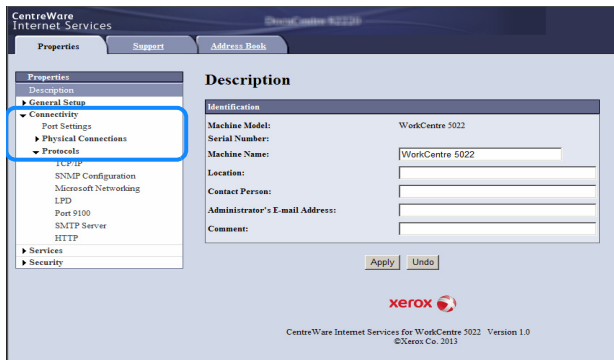 CentreWare
Internet Services
Properties
Support
Address Book
Properties
Description
General Setup
Connectivity
Port Settings
Physical Connections
Protocols
TCP/IP
SNMP Configuration
Microsoft Networking
LPD
Port 9100
SMTP Server
HTTP
Services
Security
Description
Identification
Machine Model: WorkCentre 5022
Serial Number:
Machine Name: WorkCentre 5022
Location:
Contact Person:
Administrator's E-mail Address:
Comment:
Apply Undo
xerox
CentreWare Internet Services for WorkCentre 5022 Version 1.0
©Xerox Co. 2013